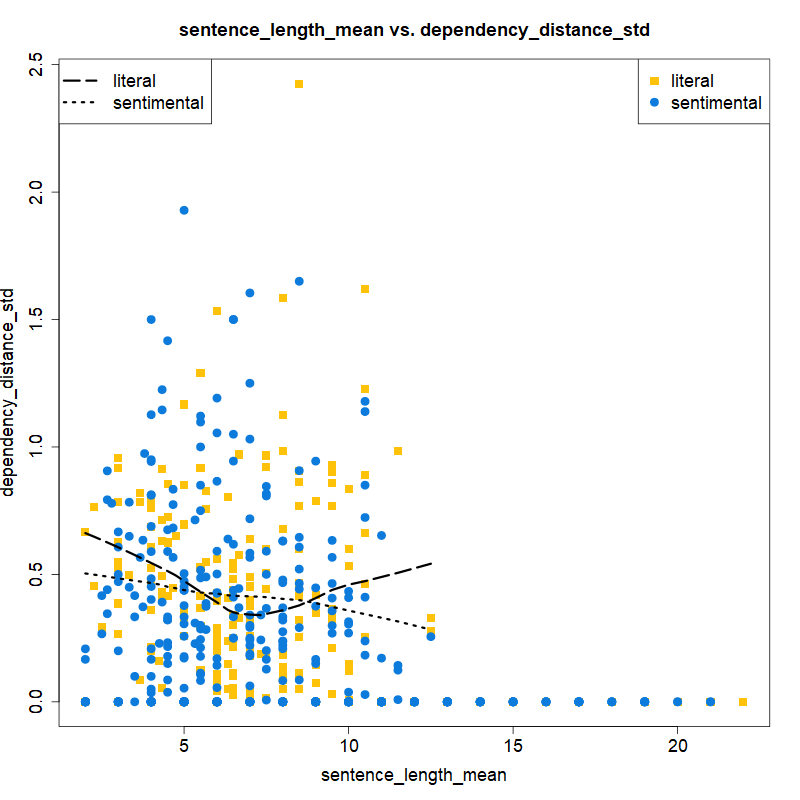 sentence_length_mean vs. dependency_distance_std
literal
sentimental
literal
sentimental
dependency_distance_std
2.5
2.0
1.5
1.0
0.5
0.0
5 10 15 20
sentence_length_mean